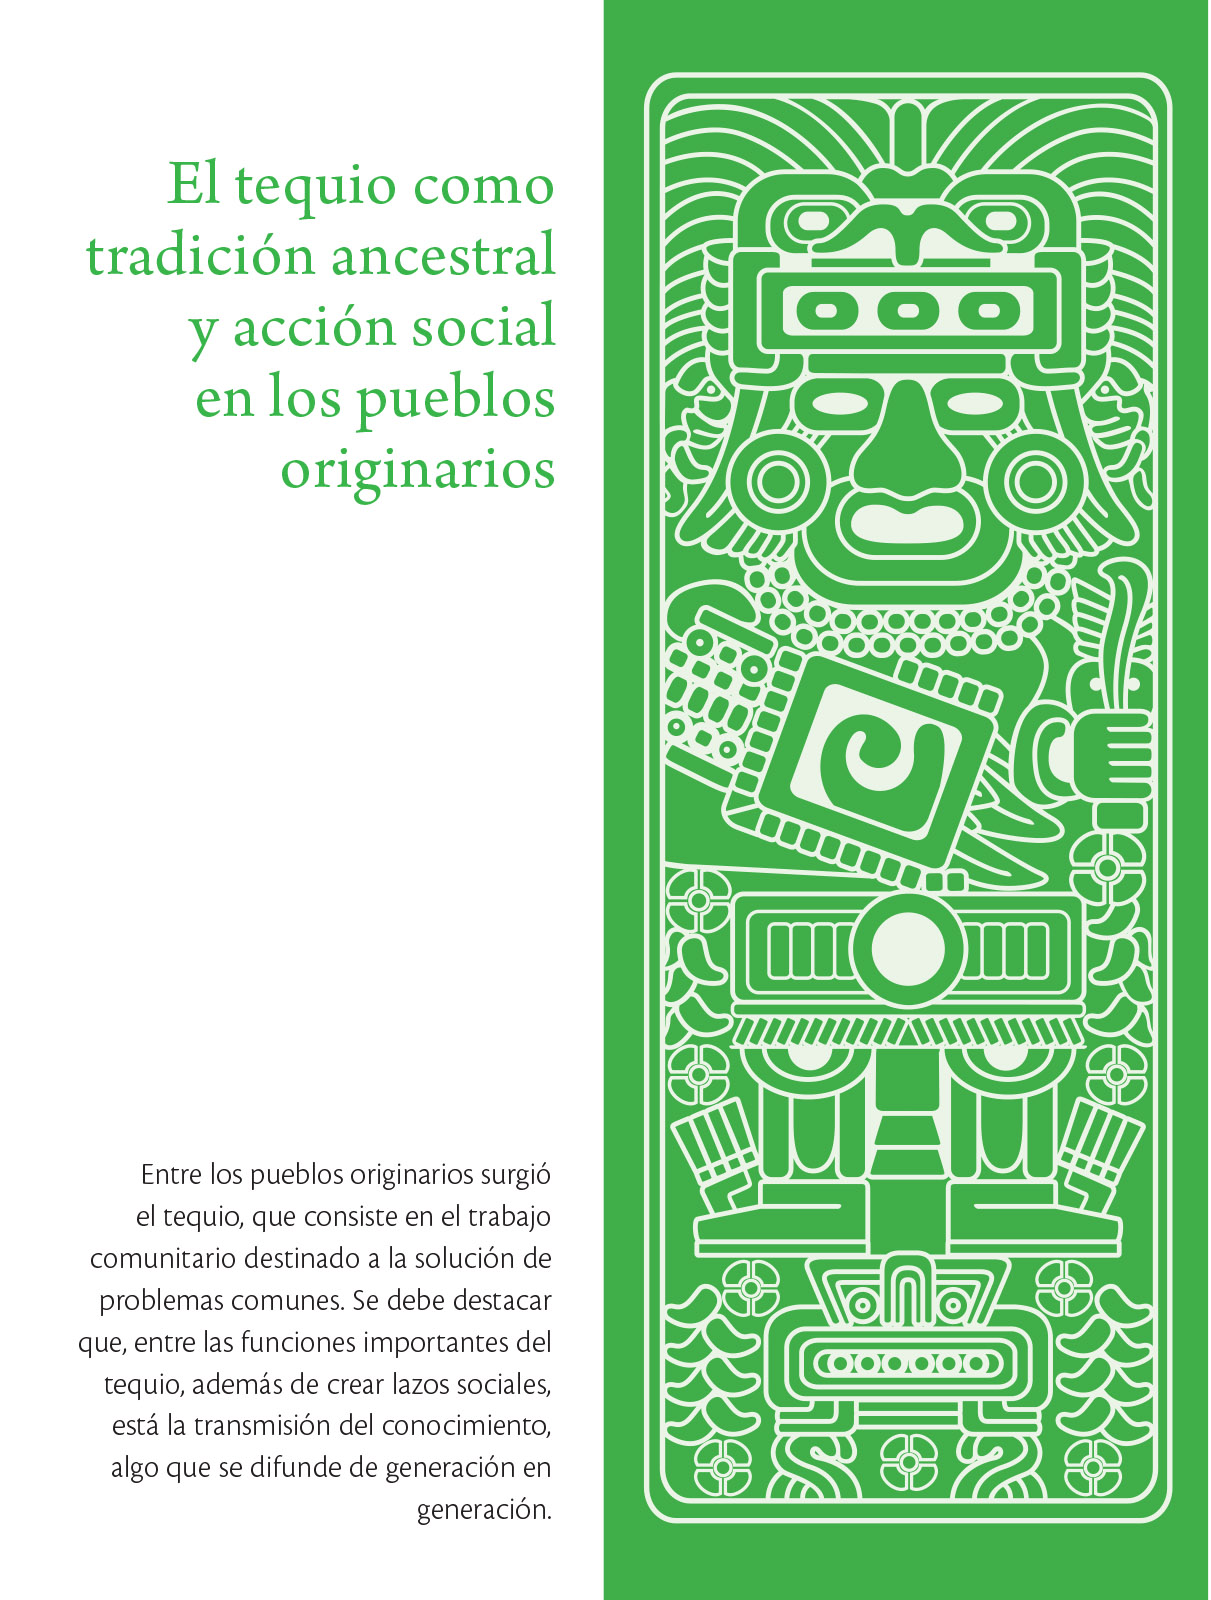 El tequio como
tradición ancestral
y acción social
en los pueblos
originarios
Entre los pueblos originarios surgió
el tequio, que consiste en el trabajo
comunitario destinado a la solución de
problemas comunes. Se debe destacar
que, entre las funciones importantes del
tequio, además de crear lazos sociales,
está la transmisión del conocimiento,
algo que se difunde de generación en
generación.